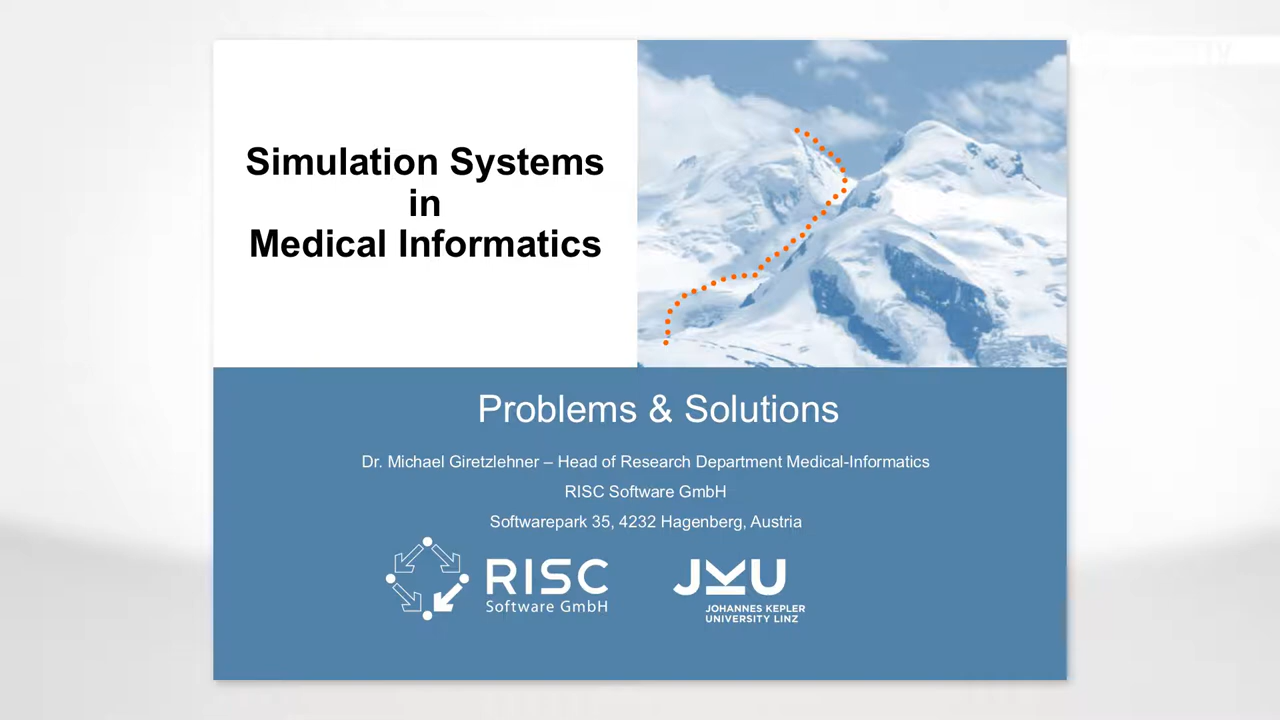 Simulation Systems
in
Medical Informatics
Problems & Solutions
Dr. Michael Giretzlehner – Head of Research Department Medical-Informatics
RISC Software GmbH
Softwarepark 35, 4232 Hagenberg, Austria
RISC
Software GmbH
JKU
JOHANNES KEPLER
UNIVERSITY LINZ